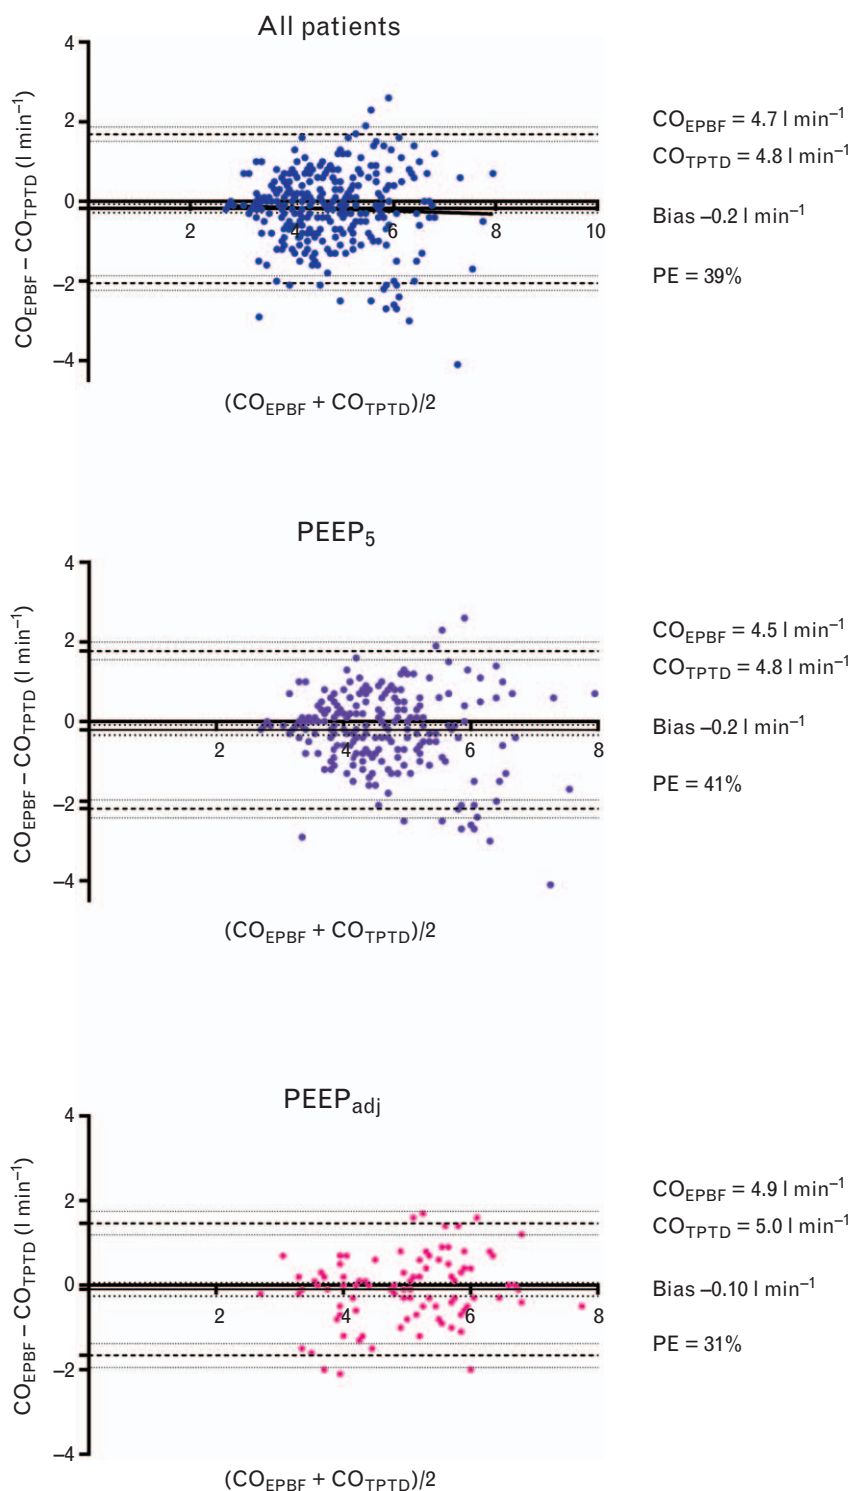 All patients
CO_EPBF – CO_TPTD (l min⁻¹)
4
2
0
–2
–4
2
4
6
8
10
(CO_EPBF + CO_TPTD)/2
CO_EPBF = 4.7 l min⁻¹
CO_TPTD = 4.8 l min⁻¹
Bias –0.2 l min⁻¹
PE = 39%
PEEP₅
CO_EPBF – CO_TPTD (l min⁻¹)
4
2
0
–2
–4
2
4
6
8
(CO_EPBF + CO_TPTD)/2
CO_EPBF = 4.5 l min⁻¹
CO_TPTD = 4.8 l min⁻¹
Bias –0.2 l min⁻¹
PE = 41%
PEEP_adj
CO_EPBF – CO_TPTD (l min⁻¹)
4
2
0
–2
–4
2
4
6
8
(CO_EPBF + CO_TPTD)/2
CO_EPBF = 4.9 l min⁻¹
CO_TPTD = 5.0 l min⁻¹
Bias –0.10 l min⁻¹
PE = 31%